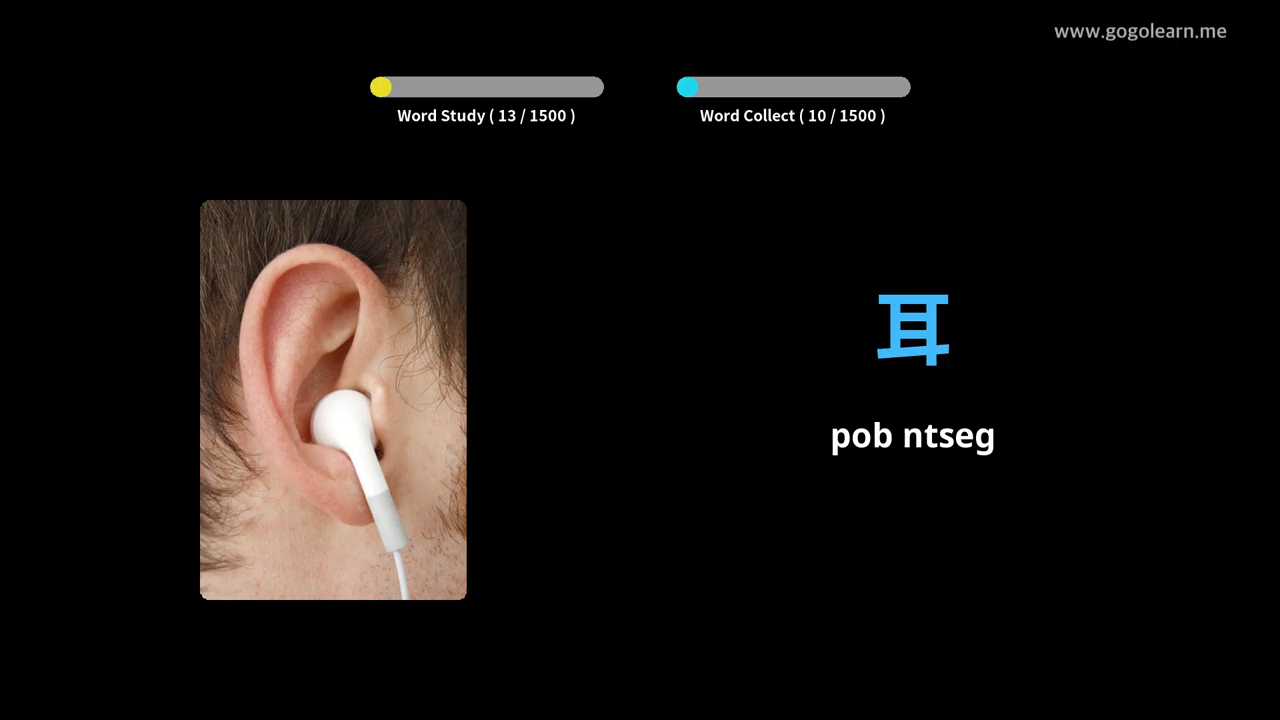 www.gogolearn.me
Word Study ( 13 / 1500 )
Word Collect ( 10 / 1500 )
耳
pob ntseg